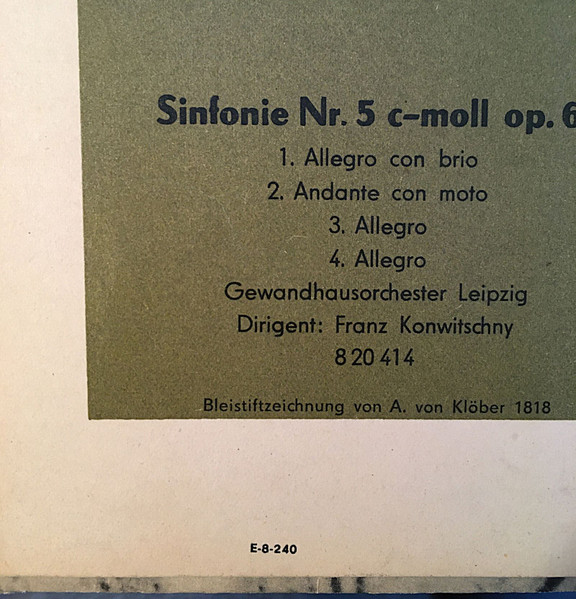 Sinfonie Nr. 5 c-moll op. 6
1. Allegro con brio
2. Andante con moto
3. Allegro
4. Allegro
Gewandhausorchester Leipzig
Dirigent: Franz Konwitschny
8 20 414
Bleistiftzeichnung von A. von Klöber 1818
E-8-240